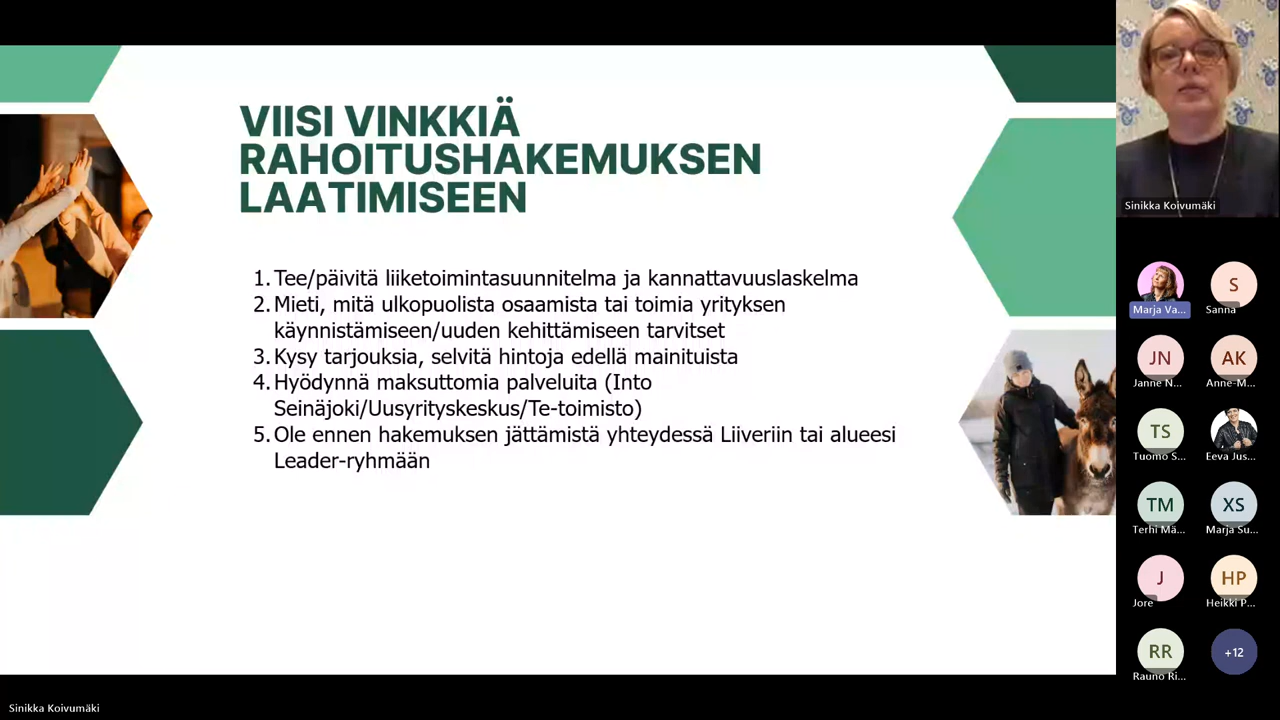 VIISI VINKKIÄ
RAHOITUSHAKEMUKSEN
LAATIMISEEN
1. Tee/päivitä liiketoimintasuunnitelma ja kannattavuuslaskelma
2. Mieti, mitä ulkopuolista osaamista tai toimia yrityksen
käynnistämiseen/uuden kehittämiseen tarvitset
3. Kysy tarjouksia, selvitä hintoja edellä mainituista
4. Hyödynnä maksuttomia palveluita (Into
Seinäjoki/Uusyrityskeskus/Te-toimisto)
5. Ole ennen hakemuksen jättämistä yhteydessä Liiveriin tai alueesi
Leader-ryhmään
Sinikka Koivumäki
Marja Va...
S
Sanna
JN
Janne N...
AK
Anne-M...
TS
Tuomo S...
Eeva Jus...
TM
Terhi Mä...
XS
Marja Su...
J
Jore
HP
Heikki P...
RR
Rauno Ri...
+12
Sinikka Koivumäki